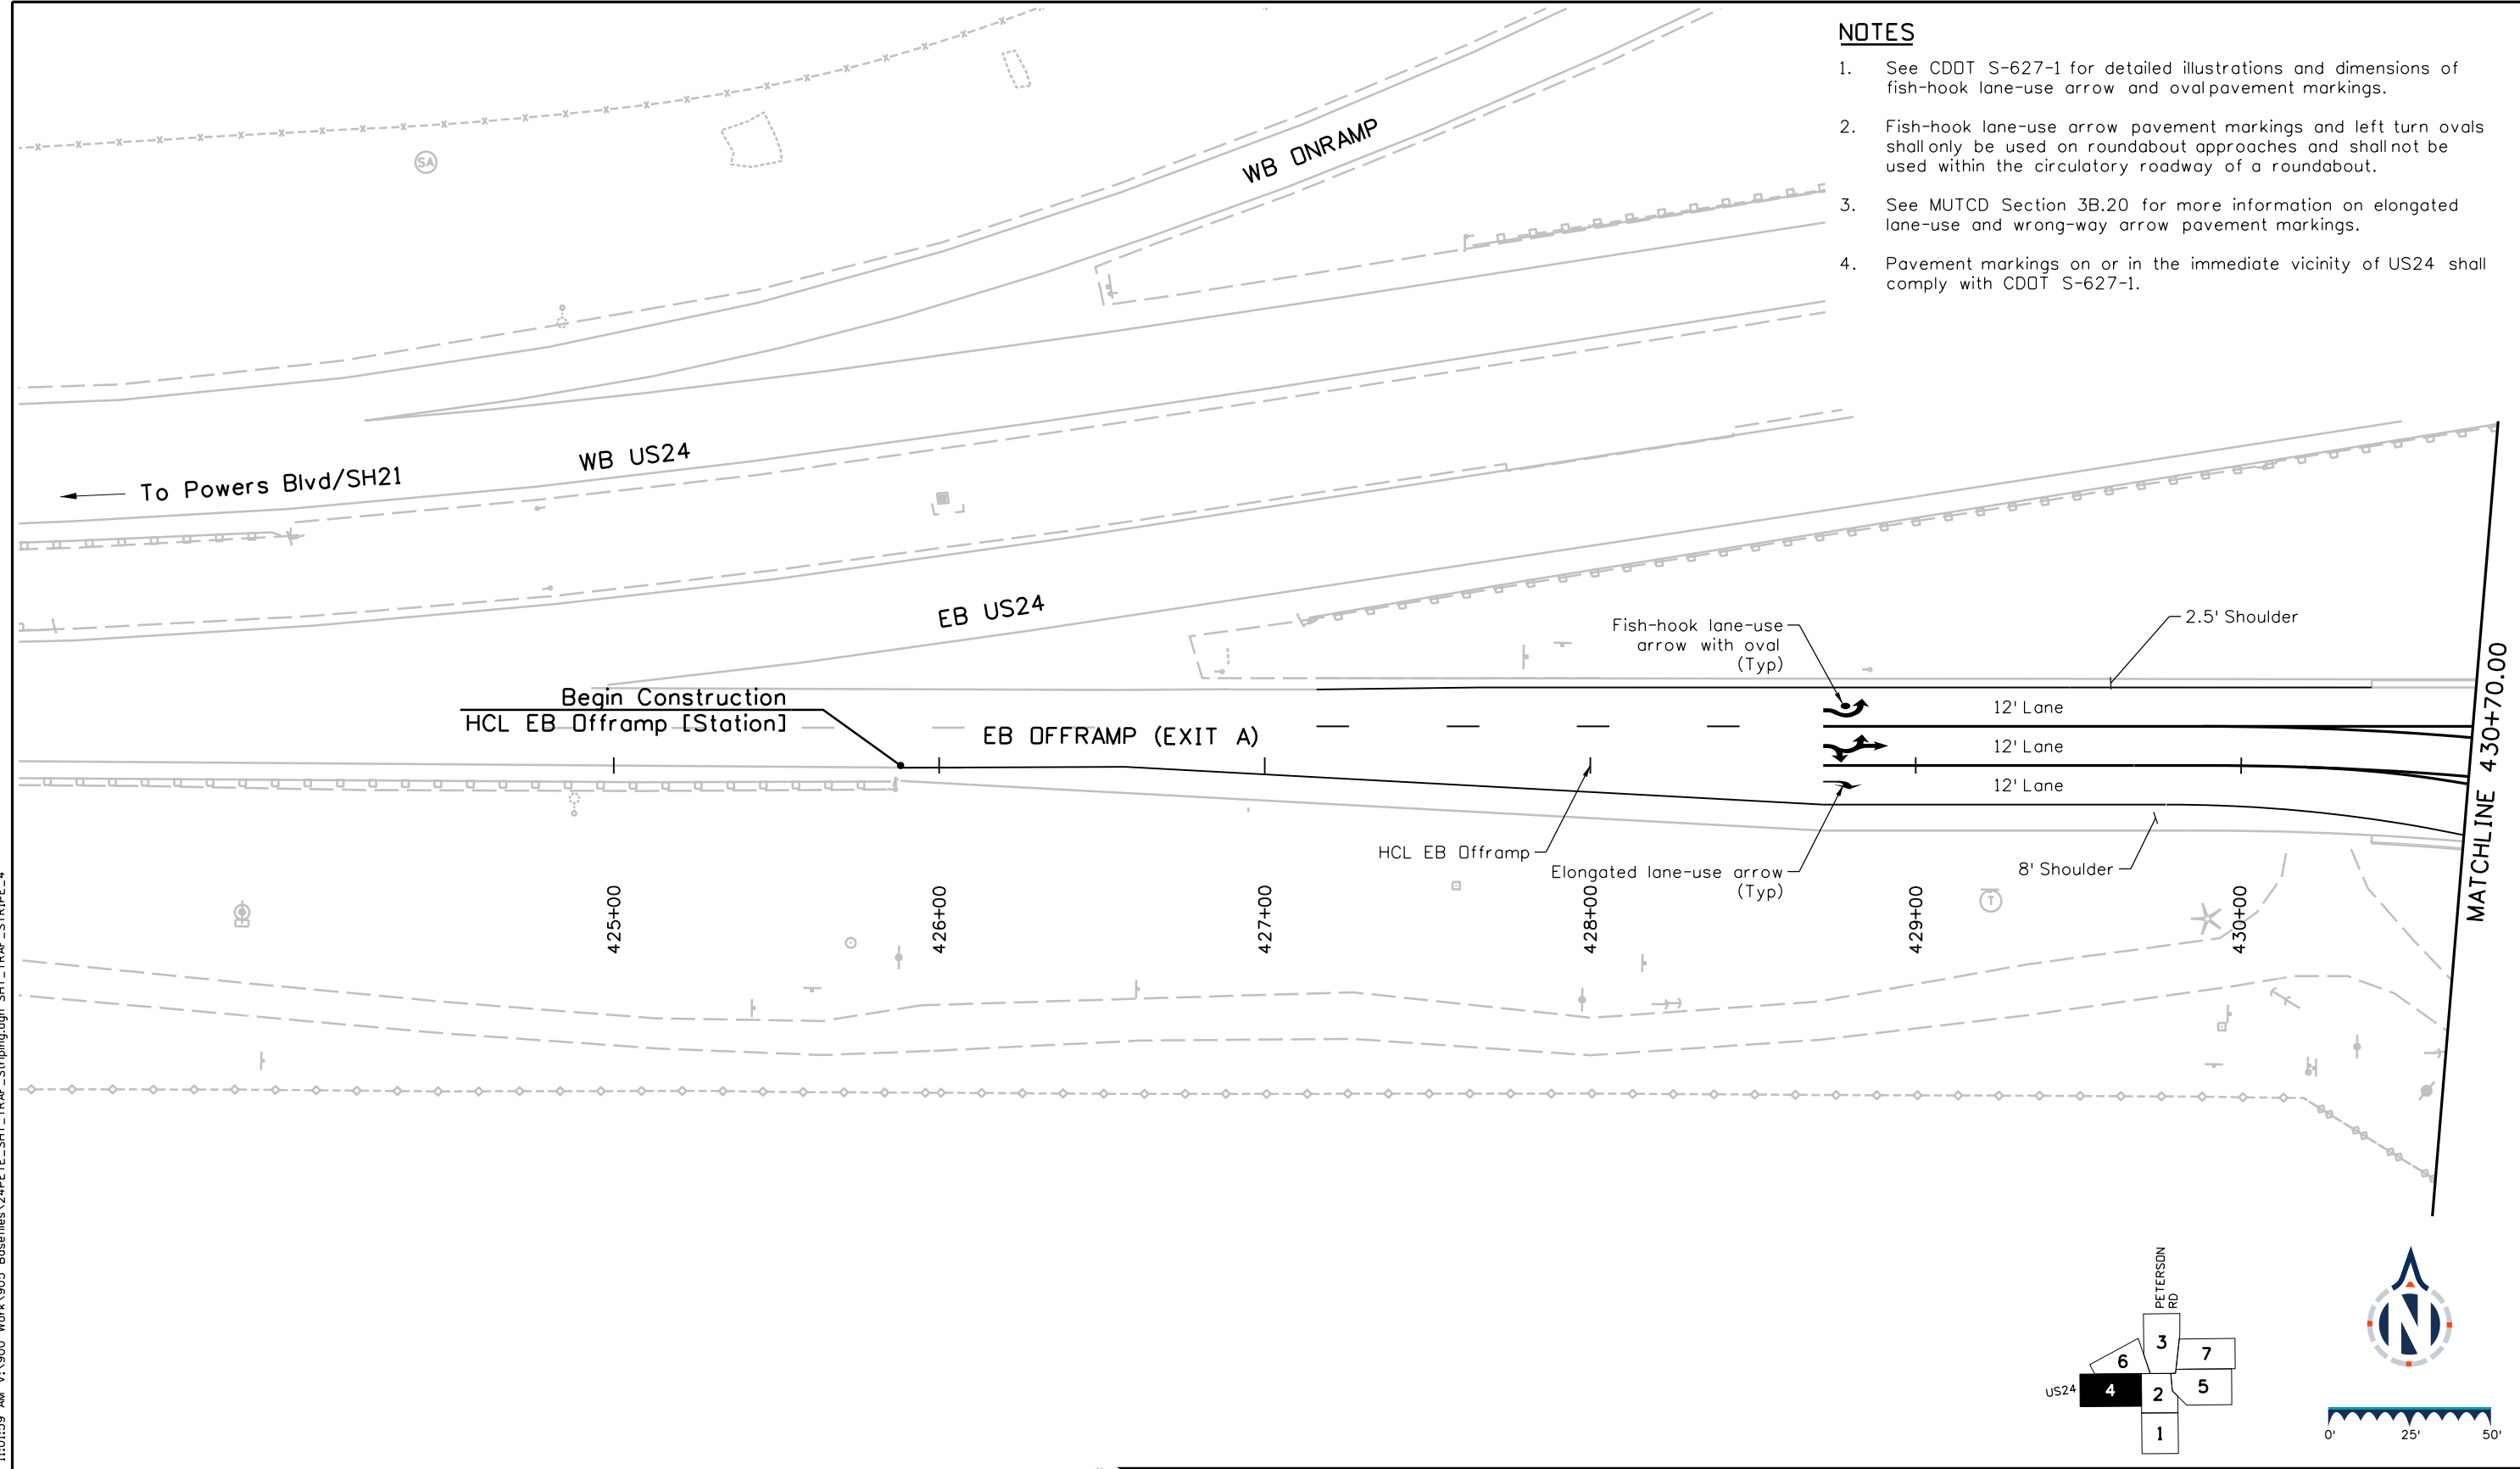 NOTES
1. See CDOT S-627-1 for detailed illustrations and dimensions of
fish-hook lane-use arrow and oval pavement markings.
2. Fish-hook lane-use arrow pavement markings and left turn ovals
shall only be used on roundabout approaches and shall not be
used within the circulatory roadway of a roundabout.
3. See MUTCD Section 3B.20 for more information on elongated
lane-use and wrong-way arrow pavement markings.
4. Pavement markings on or in the immediate vicinity of US24 shall
comply with CDOT S-627-1.
SA
WB ONRAMP
WB US24
To Powers Blvd/SH21
EB US24
Fish-hook lane-use
arrow with oval
(Typ)
2.5' Shoulder
Begin Construction
HCL EB Offramp [Station]
EB OFFRAMP (EXIT A)
12' Lane
12' Lane
12' Lane
MATCHLINE 430+70.00
HCL EB Offramp
Elongated lane-use arrow
(Typ)
8' Shoulder
T
425+00
426+00
427+00
428+00
429+00
430+00
PETERSON
RD
3
6
7
US24
4
2
5
1
N
0'
25'
50'